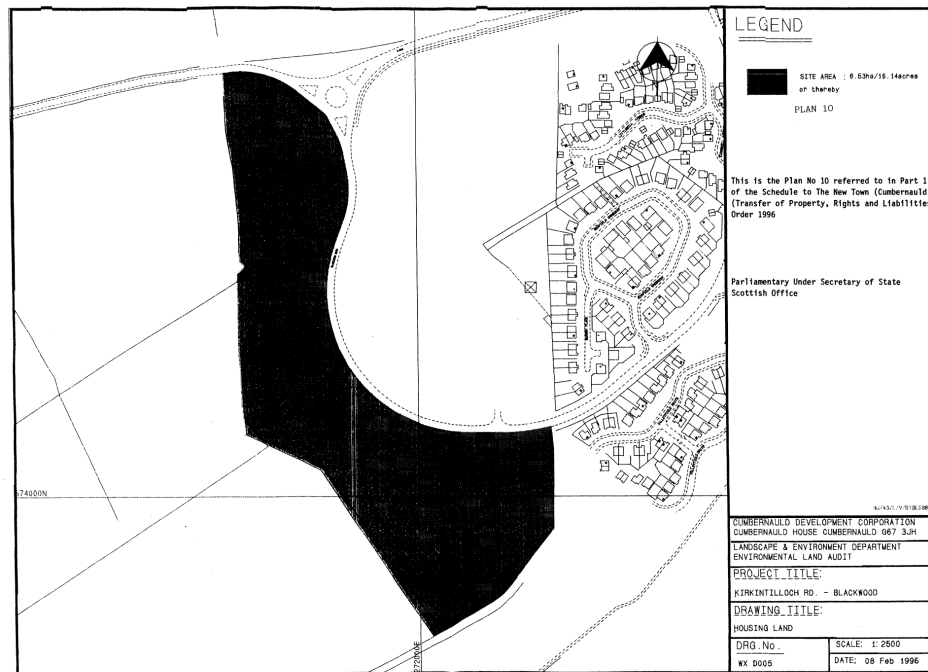 LEGEND
SITE AREA : 6.53ha/16.14acres
or thereby
PLAN 10
This is the Plan No 10 referred to in Part 1
of the Schedule to The New Town (Cumbernauld
(Transfer of Property, Rights and Liabilities
Order 1996
Parliamentary Under Secretary of State
Scottish Office
674000N
272000E
CUMBERNAULD DEVELOPMENT CORPORATION
CUMBERNAULD HOUSE CUMBERNAULD G67 3JH
LANDSCAPE & ENVIRONMENT DEPARTMENT
ENVIRONMENTAL LAND AUDIT
PROJECT TITLE:
KIRKINTILLOCH RD. - BLACKWOOD
DRAWING TITLE:
HOUSING LAND
DRG. No.
WX D005
SCALE: 1: 2500
DATE: 08 Feb 1996